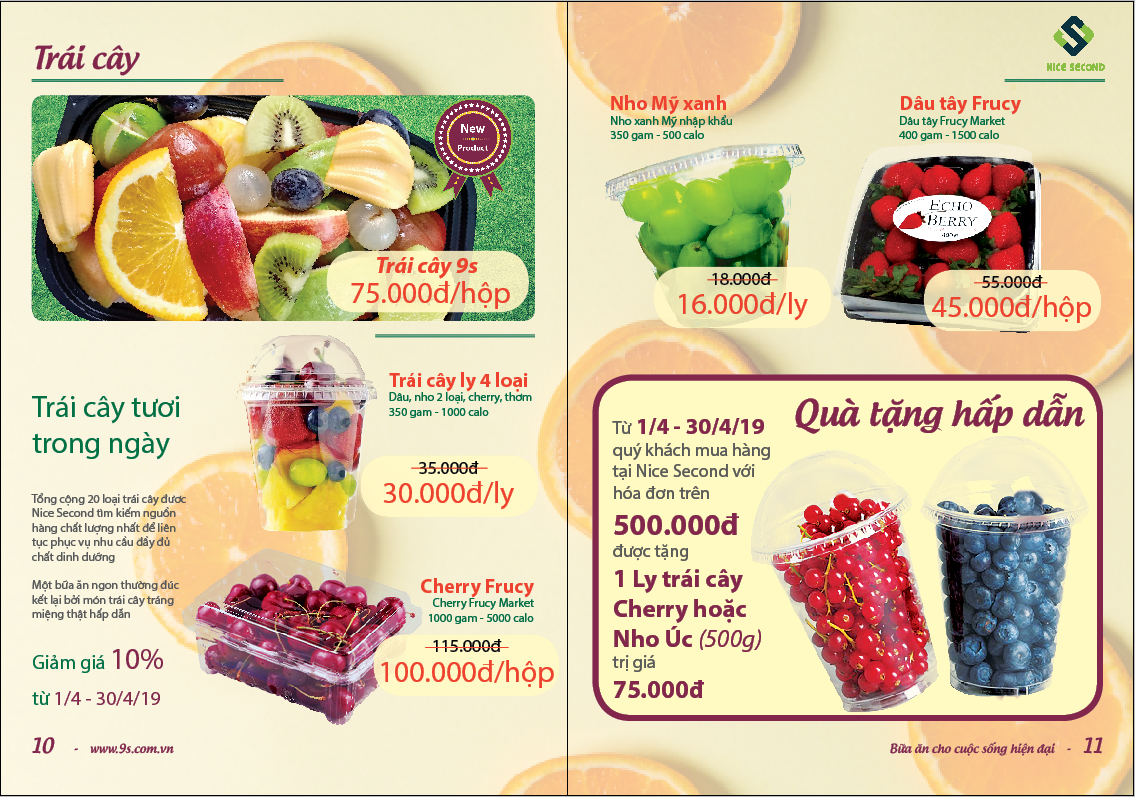 Trái cây
New
Product
Trái cây 9s
75.000đ/hộp
Trái cây tươi
trong ngày
Tổng cộng 20 loại trái cây được
Nice Second tìm kiếm nguồn
hàng chất lượng nhất để liên
tục phục vụ nhu cầu đầy đủ
chất dinh dưỡng
Một bữa ăn ngon thường đúc
kết lại bởi món trái cây tráng
miệng thật hấp dẫn
Giảm giá 10%
từ 1/4 - 30/4/19
Trái cây ly 4 loại
Dâu, nho 2 loại, cherry, thơm
350 gam - 1000 calo
35.000đ
30.000đ/ly
Cherry Frucy
Cherry Frucy Market
1000 gam - 5000 calo
115.000đ
100.000đ/hộp
10 - www.9s.com.vn
NICE SECOND
Nho Mỹ xanh
Nho xanh Mỹ nhập khẩu
350 gam - 500 calo
18.000đ
16.000đ/ly
Dâu tây Frucy
Dâu tây Frucy Market
400 gam - 1500 calo
ECHO
BERRY
55.000đ
45.000đ/hộp
Quà tặng hấp dẫn
Từ 1/4 - 30/4/19
quý khách mua hàng
tại Nice Second với
hóa đơn trên
500.000đ
được tặng
1 Ly trái cây
Cherry hoặc
Nho Úc (500g)
trị giá
75.000đ
Bữa ăn cho cuộc sống hiện đại - 11